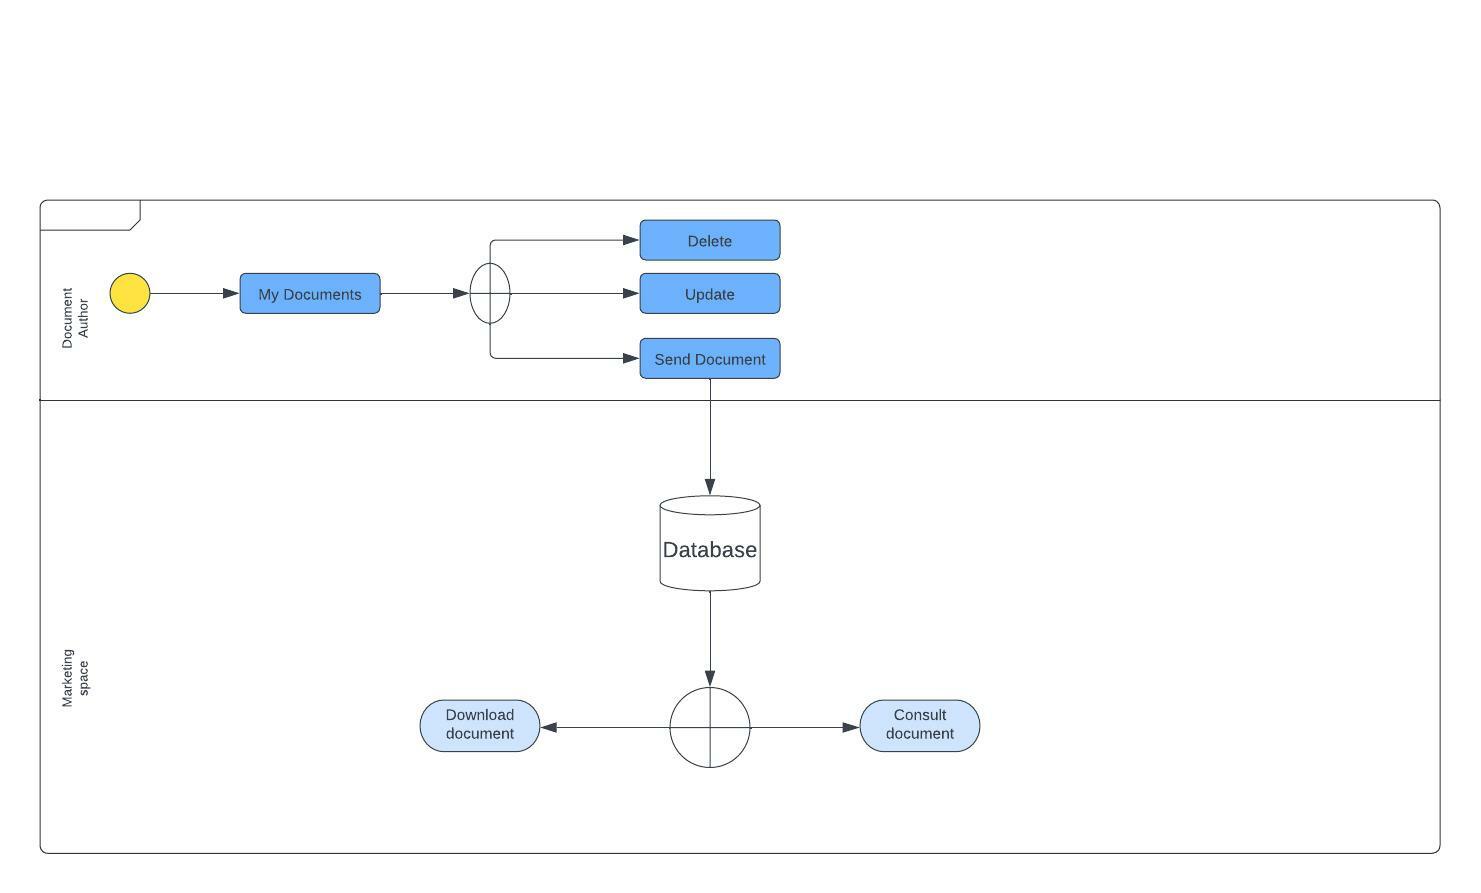 Document
Author
My Documents
Delete
Update
Send Document
Marketing
space
Database
Download
document
Consult
document